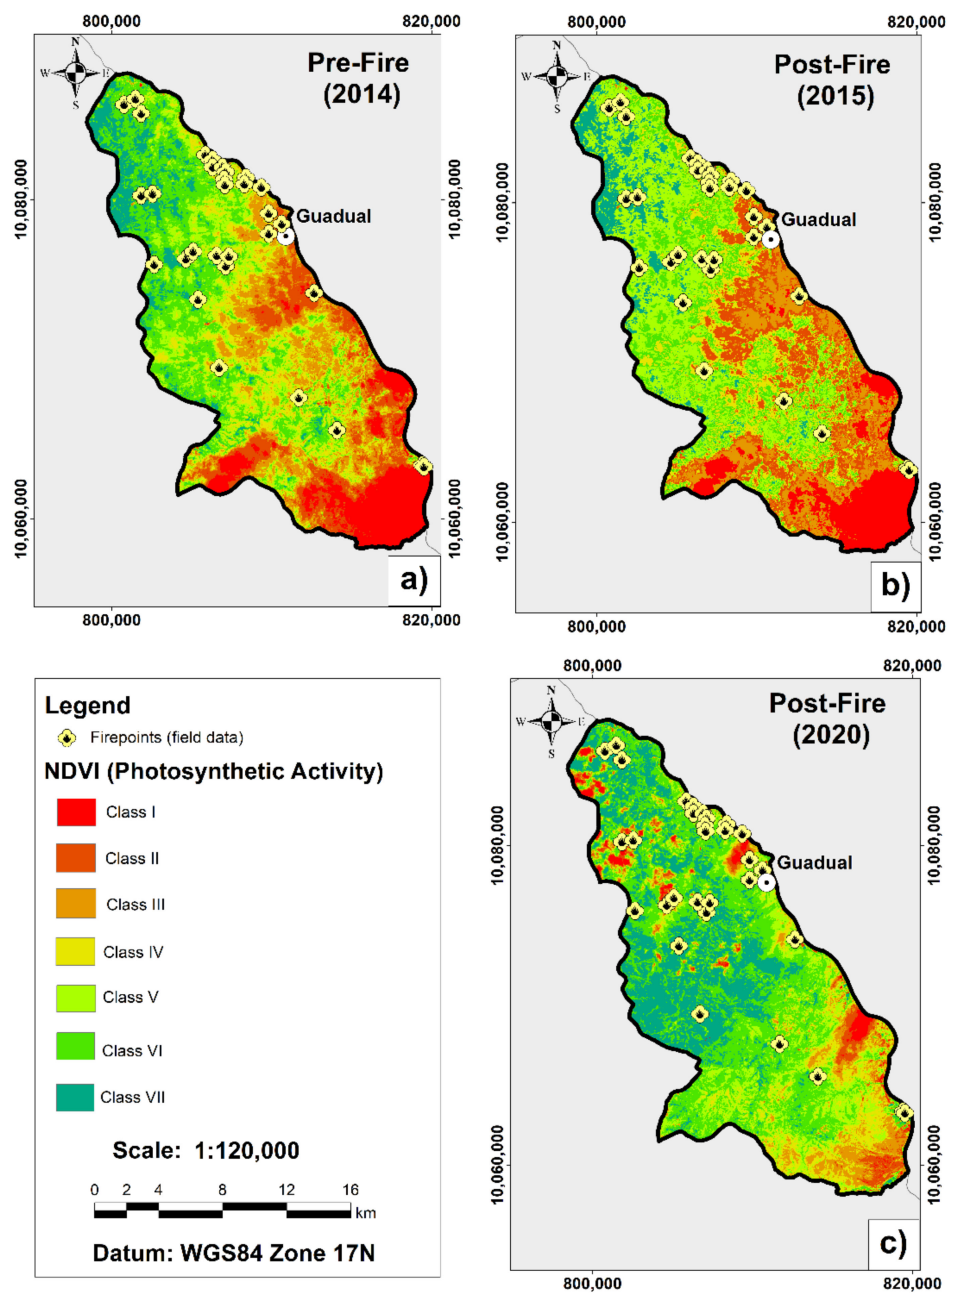 800,000
820,000
800,000
820,000
N
W
E
S
Pre-Fire
(2014)
N
W
E
S
Post-Fire
(2015)
10,080,000
10,080,000
10,080,000
10,080,000
Guadual
Guadual
10,060,000
10,060,000
10,060,000
10,060,000
a)
b)
800,000
820,000
800,000
820,000
800,000
820,000
Legend
Firepoints (field data)
NDVI (Photosynthetic Activity)
Class I
Class II
Class III
Class IV
Class V
Class VI
Class VII
Scale: 1:120,000
0 2 4 8 12 16
km
Datum: WGS84 Zone 17N
N
W
E
S
Post-Fire
(2020)
10,080,000
10,080,000
Guadual
10,060,000
10,060,000
c)
800,000
820,000